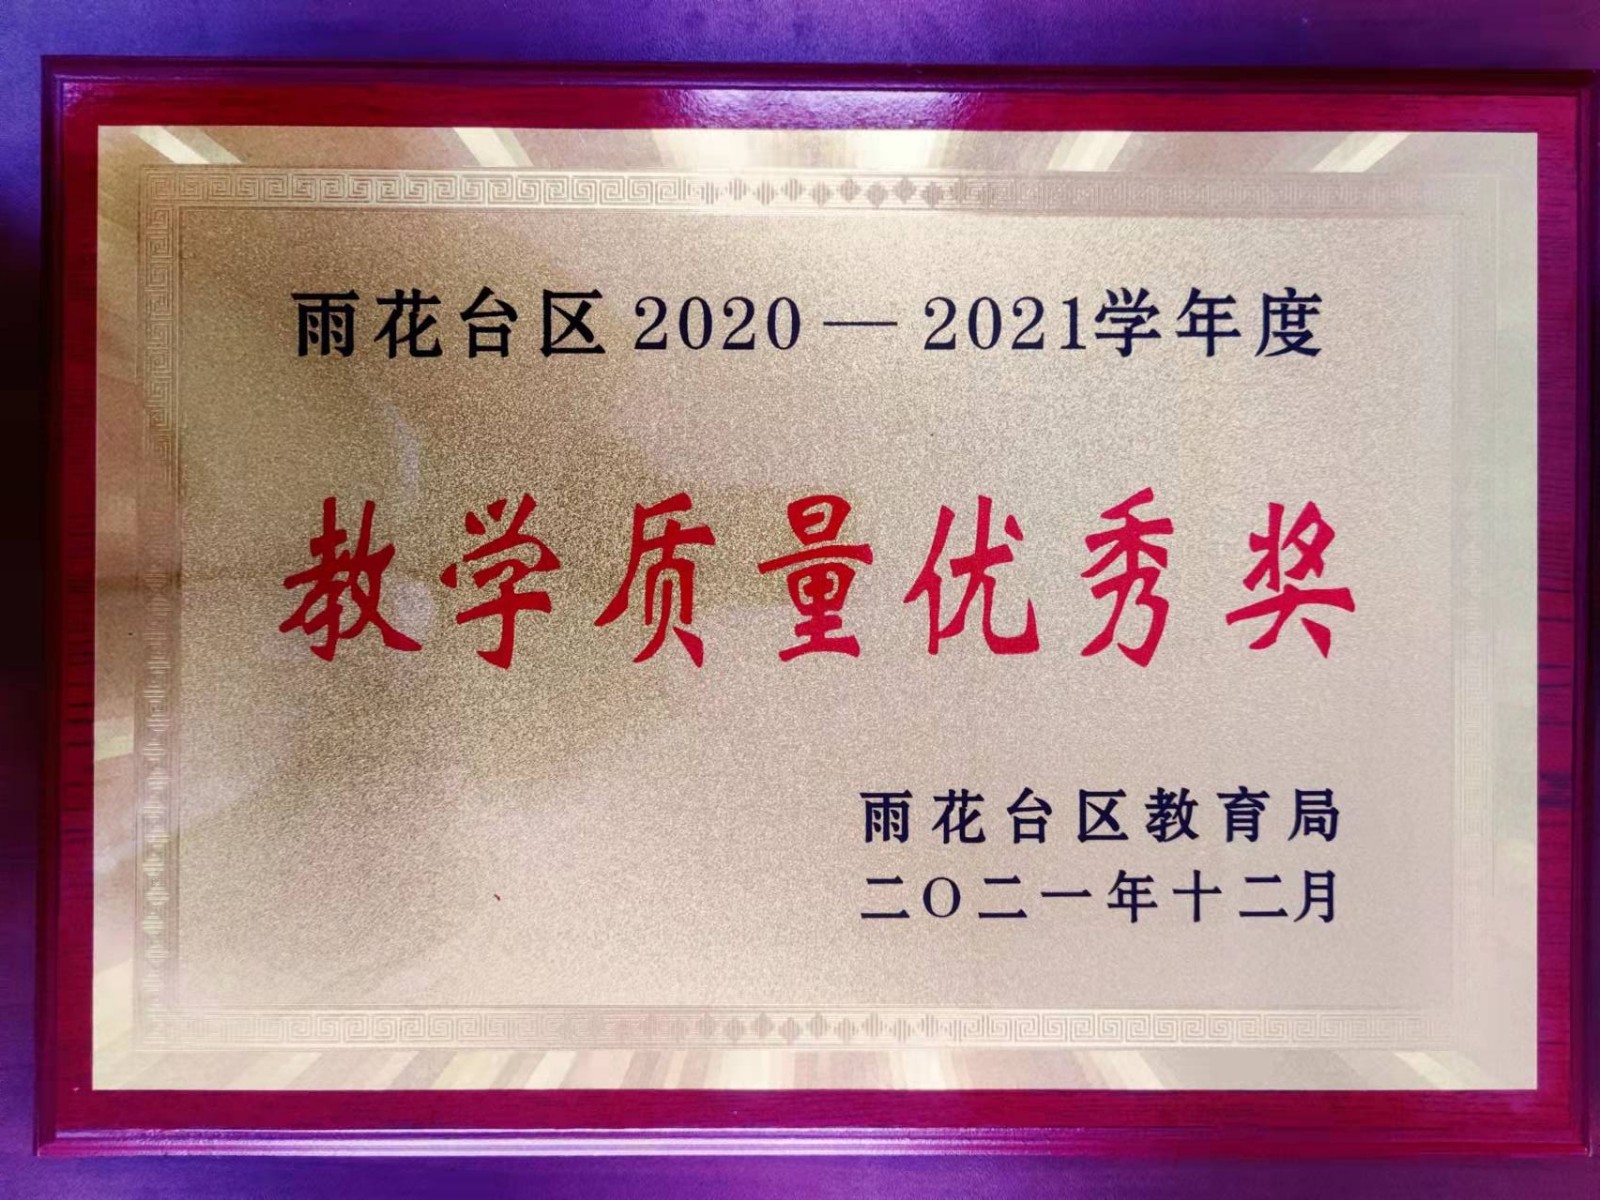 雨花台区 2020 — 2021学年度
教学质量优秀奖
雨花台区教育局
二〇二一年十二月